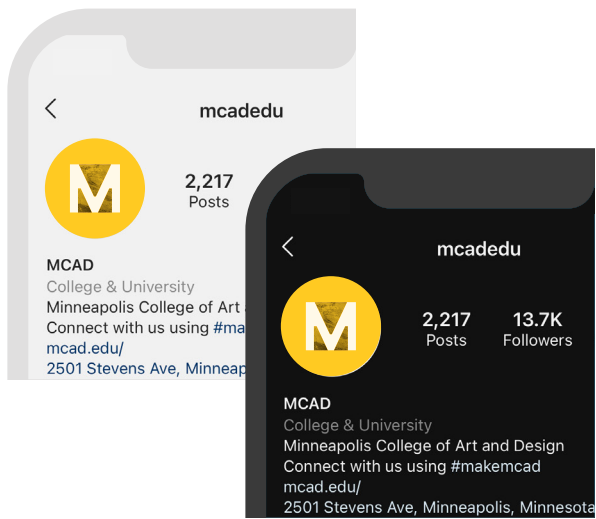 mcadedu
M
2,217
Posts
MCAD
College & University
Minneapolis College of Art
Connect with us using #ma
mcad.edu/
2501 Stevens Ave, Minneap
mcadedu
M
2,217 13.7K
Posts Followers
MCAD
College & University
Minneapolis College of Art and Design
Connect with us using #makemcad
mcad.edu/
2501 Stevens Ave, Minneapolis, Minnesota